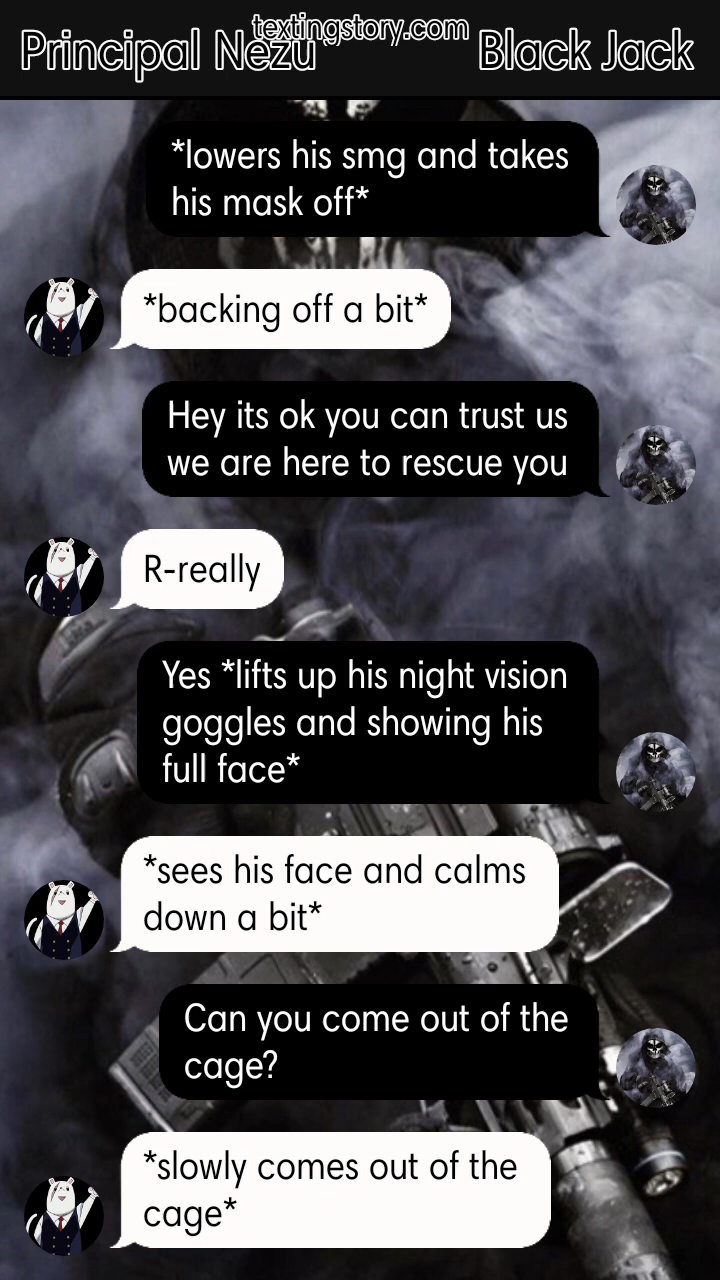 textingstory.com
Principal Nezu
Black Jack
*lowers his smg and takes
his mask off*
*backing off a bit*
Hey its ok you can trust us
we are here to rescue you
R-really
Yes *lifts up his night vision
goggles and showing his
full face*
*sees his face and calms
down a bit*
Can you come out of the
cage?
*slowly comes out of the
cage*